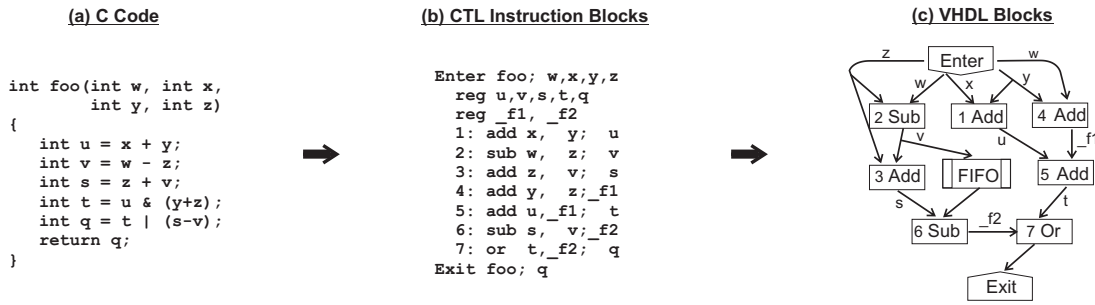 (a) C Code
int foo(int w, int x,
int y, int z)
{
int u = x + y;
int v = w - z;
int s = z + v;
int t = u & (y+z);
int q = t | (s-v);
return q;
}
(b) CTL Instruction Blocks
Enter foo; w,x,y,z
reg u,v,s,t,q
reg _f1, _f2
1: add x, y; u
2: sub w, z; v
3: add z, v; s
4: add y, z;_f1
5: add u,_f1; t
6: sub s, v;_f2
7: or t,_f2; q
Exit foo; q
(c) VHDL Blocks
z
Enter
w
w
x
y
2 Sub
1 Add
4 Add
v
u
_f1
3 Add
FIFO
5 Add
s
t
6 Sub
_f2
7 Or
Exit